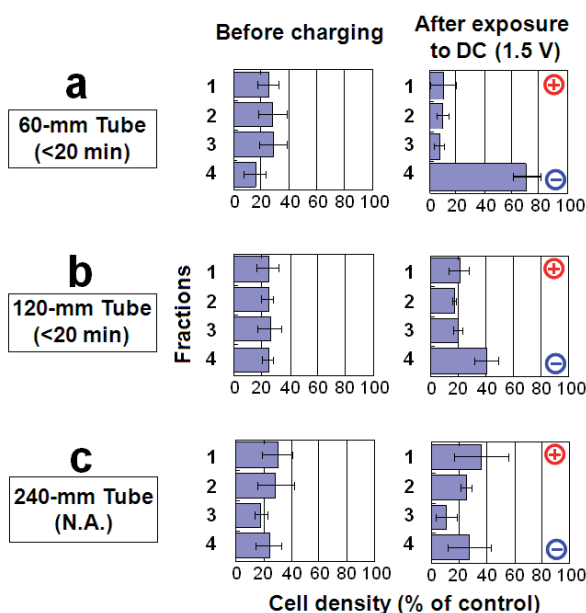 Before charging
After exposure
to DC (1.5 V)
a
60-mm Tube
(<20 min)
1
2
3
4
0 20 40 60 80 100
1
2
3
4
+
−
0 20 40 60 80 100
b
120-mm Tube
(<20 min)
Fractions
1
2
3
4
0 20 40 60 80 100
1
2
3
4
+
−
0 20 40 60 80 100
c
240-mm Tube
(N.A.)
1
2
3
4
0 20 40 60 80 100
1
2
3
4
+
−
0 20 40 60 80 100
Cell density (% of control)